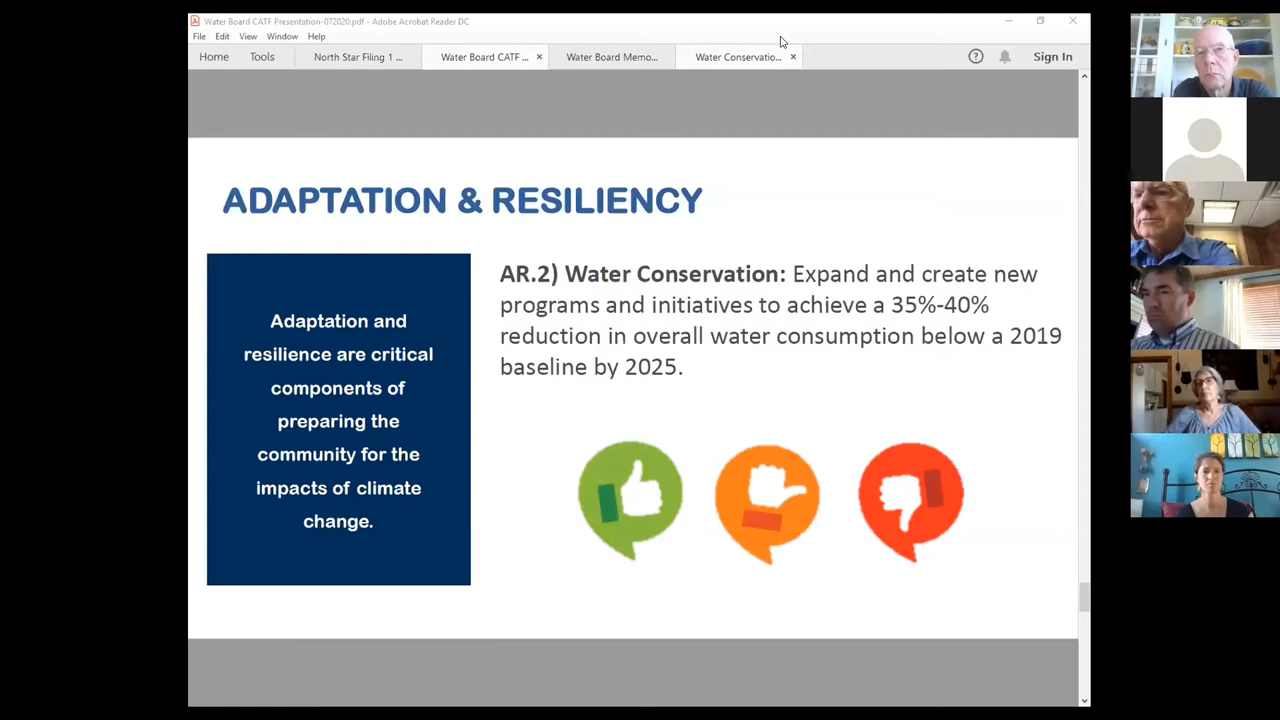 Water Board CATF Presentation-072020.pdf - Adobe Acrobat Reader DC
File Edit View Window Help
Home Tools North Star Filing 1 ... Water Board CATF ... × Water Board Memo... Water Conservatio... × Sign In
ADAPTATION & RESILIENCY
Adaptation and
resilience are critical
components of
preparing the
community for the
impacts of climate
change.
AR.2) Water Conservation: Expand and create new
programs and initiatives to achieve a 35%-40%
reduction in overall water consumption below a 2019
baseline by 2025.